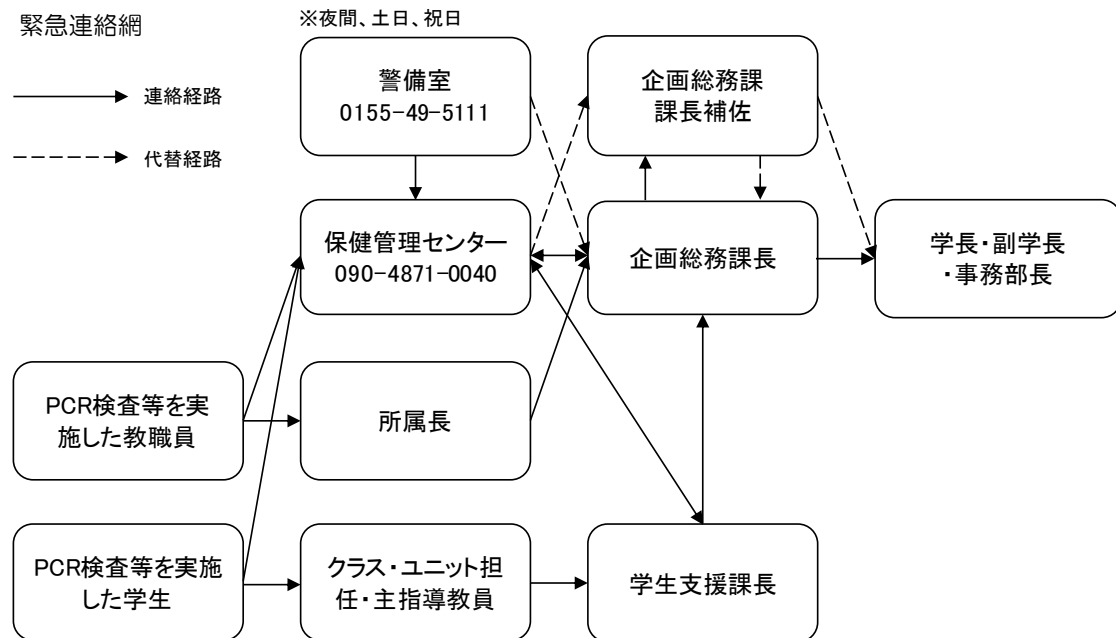 緊急連絡網
連絡経路
代替経路
※夜間、土日、祝日
警備室
0155-49-5111
企画総務課
課長補佐
保健管理センター
090-4871-0040
企画総務課長
学長・副学長
・事務部長
PCR検査等を実
施した教職員
所属長
PCR検査等を実施
した学生
クラス・ユニット担
任・主指導教員
学生支援課長